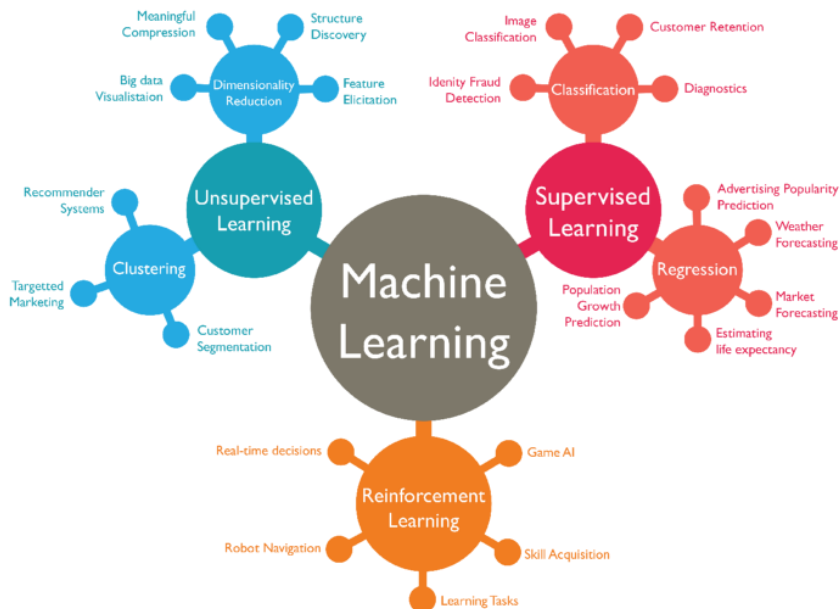 Meaningful
Compression
Structure
Discovery
Big data
Visualistaion
Dimensionality
Reduction
Feature
Elicitation
Unsupervised
Learning
Recommender
Systems
Clustering
Targetted
Marketing
Customer
Segmentation
Image
Classification
Customer Retention
Idenity Fraud
Detection
Classification
Diagnostics
Supervised
Learning
Advertising Popularity
Prediction
Weather
Forecasting
Regression
Population
Growth
Prediction
Market
Forecasting
Estimating
life expectancy
Machine
Learning
Real-time decisions
Game AI
Reinforcement
Learning
Robot Navigation
Skill Acquisition
Learning Tasks